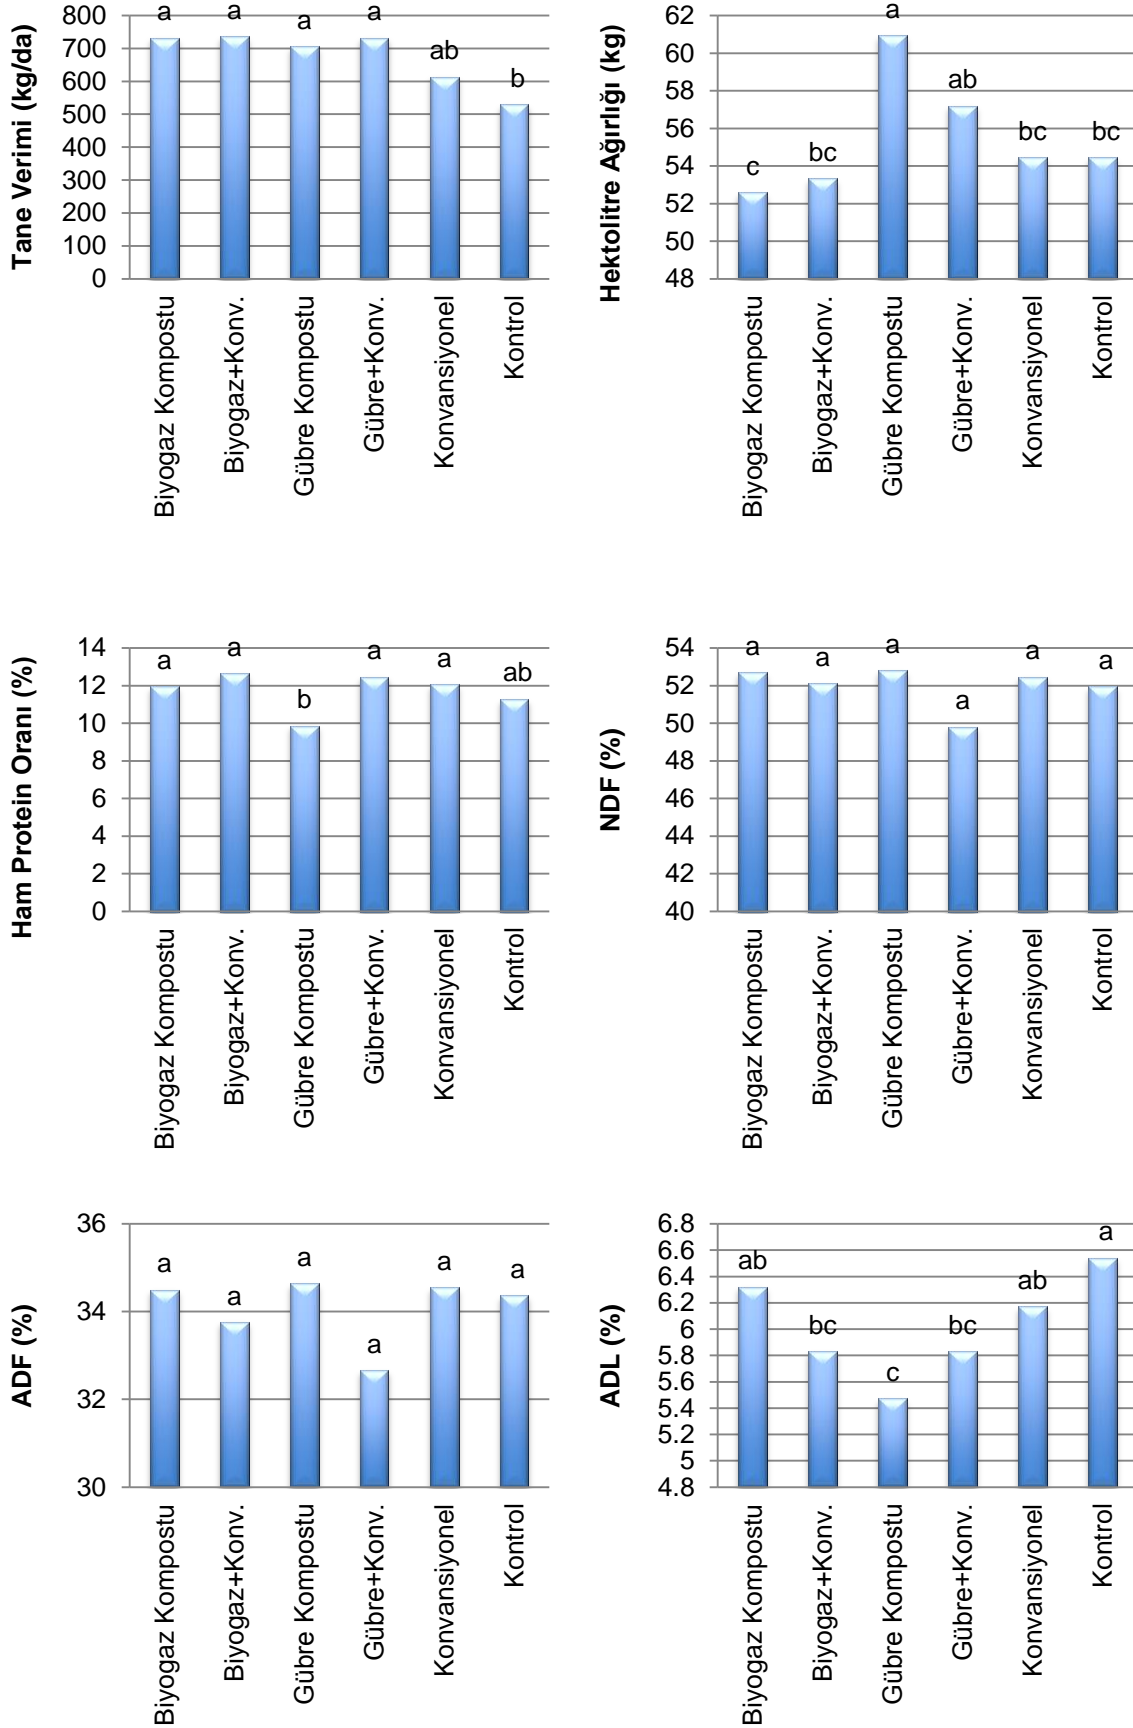 Tane Verimi (kg/da)
800
700
600
500
400
300
200
100
0
a
a
a
a
ab
b
Biyogaz Kompostu
Biyogaz+Konv.
Gübre Kompostu
Gübre+Konv.
Konvansiyonel
Kontrol
Hektolitre Ağırlığı (kg)
62
60
58
56
54
52
50
48
c
bc
a
ab
bc
bc
Biyogaz Kompostu
Biyogaz+Konv.
Gübre Kompostu
Gübre+Konv.
Konvansiyonel
Kontrol
Ham Protein Oranı (%)
14
12
10
8
6
4
2
0
a
a
b
a
a
ab
Biyogaz Kompostu
Biyogaz+Konv.
Gübre Kompostu
Gübre+Konv.
Konvansiyonel
Kontrol
NDF (%)
54
52
50
48
46
44
42
40
a
a
a
a
a
a
Biyogaz Kompostu
Biyogaz+Konv.
Gübre Kompostu
Gübre+Konv.
Konvansiyonel
Kontrol
ADF (%)
36
34
32
30
a
a
a
a
a
a
Biyogaz Kompostu
Biyogaz+Konv.
Gübre Kompostu
Gübre+Konv.
Konvansiyonel
Kontrol
ADL (%)
6.8
6.6
6.4
6.2
6
5.8
5.6
5.4
5.2
5
4.8
ab
bc
c
bc
ab
a
Biyogaz Kompostu
Biyogaz+Konv.
Gübre Kompostu
Gübre+Konv.
Konvansiyonel
Kontrol